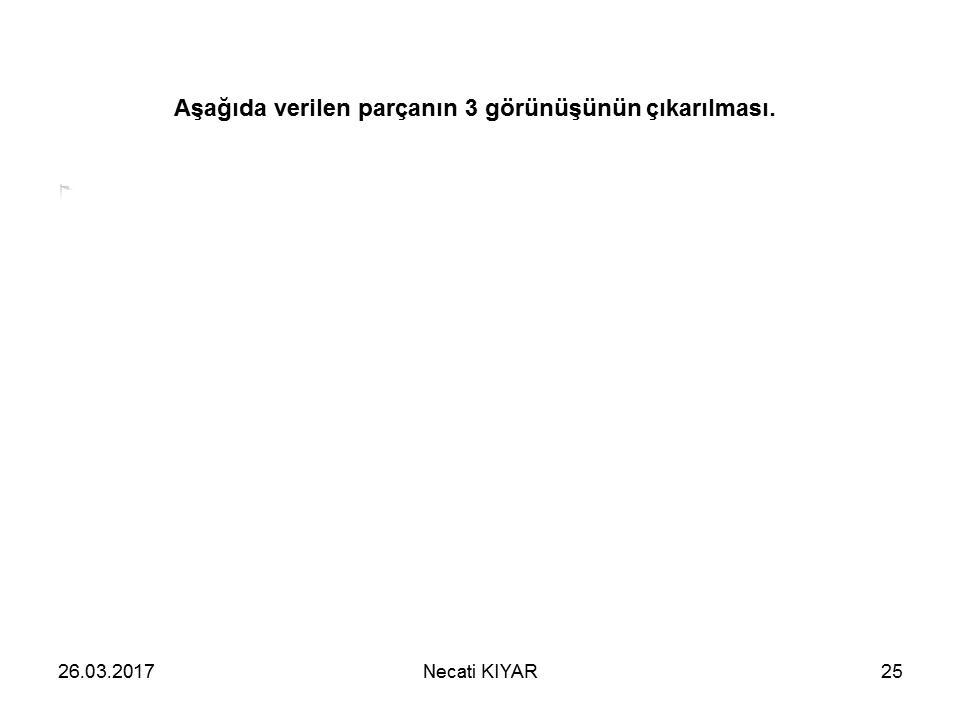 Aşağıda verilen parçanın 3 görünüşünün çıkarılması.
26.03.2017 Necati KIYAR 25